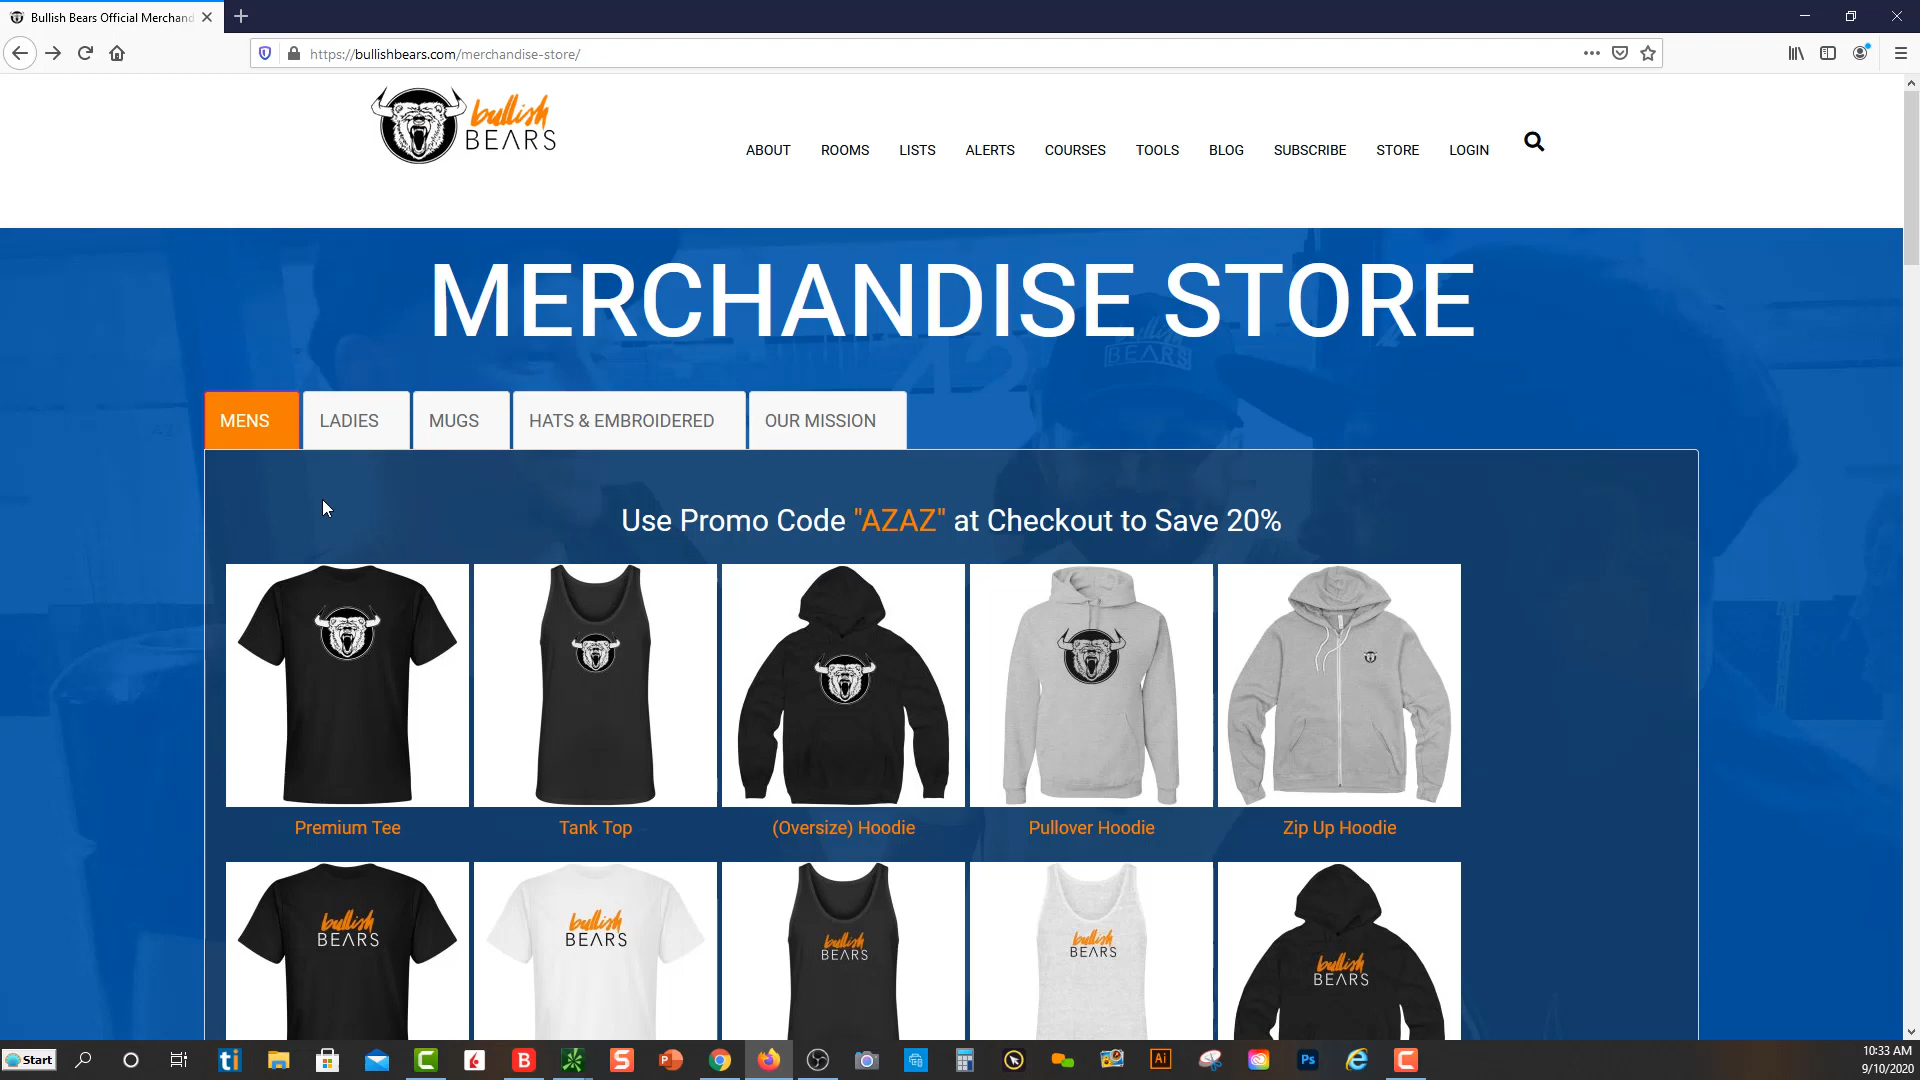 Bullish Bears Official Merchand
https://bullishbears.com/merchandise-store/
bullish
BEARS
ABOUT ROOMS LISTS ALERTS COURSES TOOLS BLOG SUBSCRIBE STORE LOGIN
MERCHANDISE STORE
MENS LADIES MUGS HATS & EMBROIDERED OUR MISSION
Use Promo Code "AZAZ" at Checkout to Save 20%
Premium Tee Tank Top (Oversize) Hoodie Pullover Hoodie Zip Up Hoodie
bullish bullish bullish bullish bullish
BEARS BEARS BEARS BEARS BEARS
Start
10:33 AM
9/10/2020